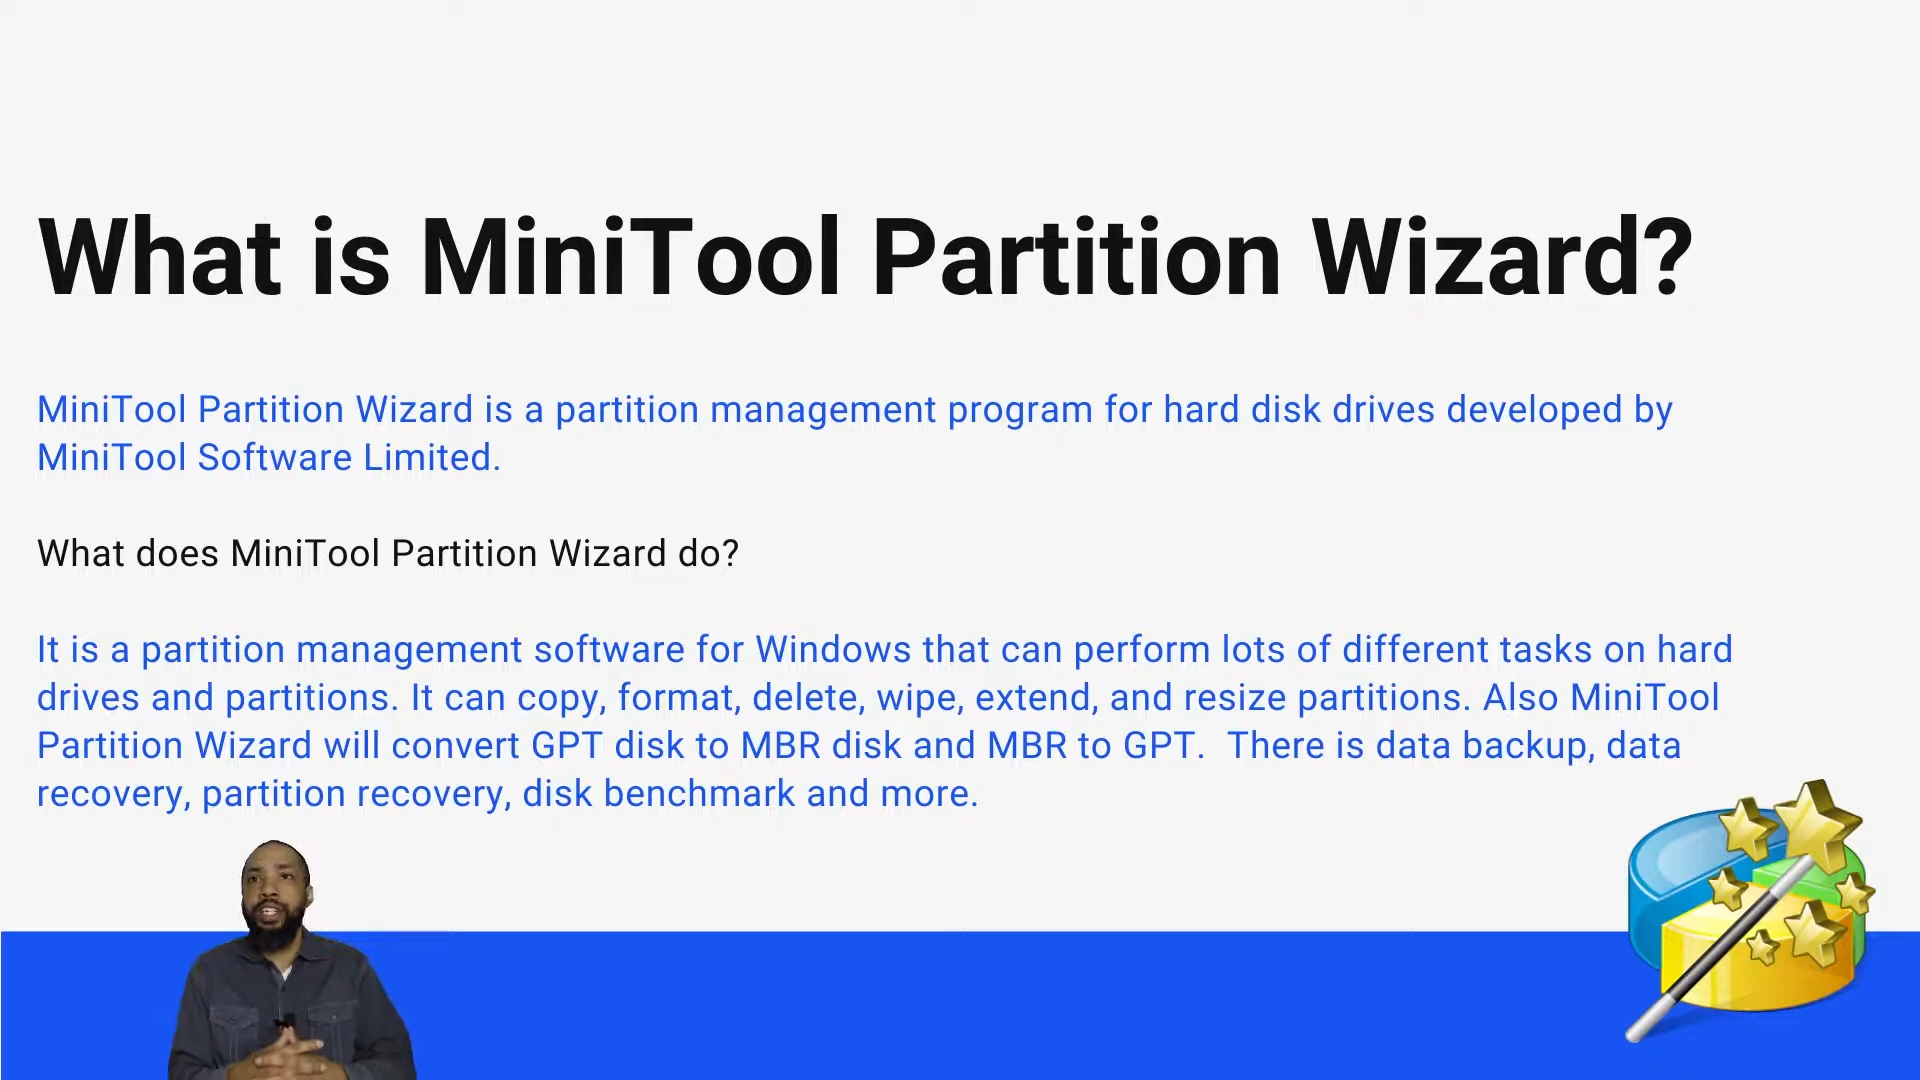 What is MiniTool Partition Wizard?
MiniTool Partition Wizard is a partition management program for hard disk drives developed by
MiniTool Software Limited.
What does MiniTool Partition Wizard do?
It is a partition management software for Windows that can perform lots of different tasks on hard
drives and partitions. It can copy, format, delete, wipe, extend, and resize partitions. Also MiniTool
Partition Wizard will convert GPT disk to MBR disk and MBR to GPT.  There is data backup, data
recovery, partition recovery, disk benchmark and more.